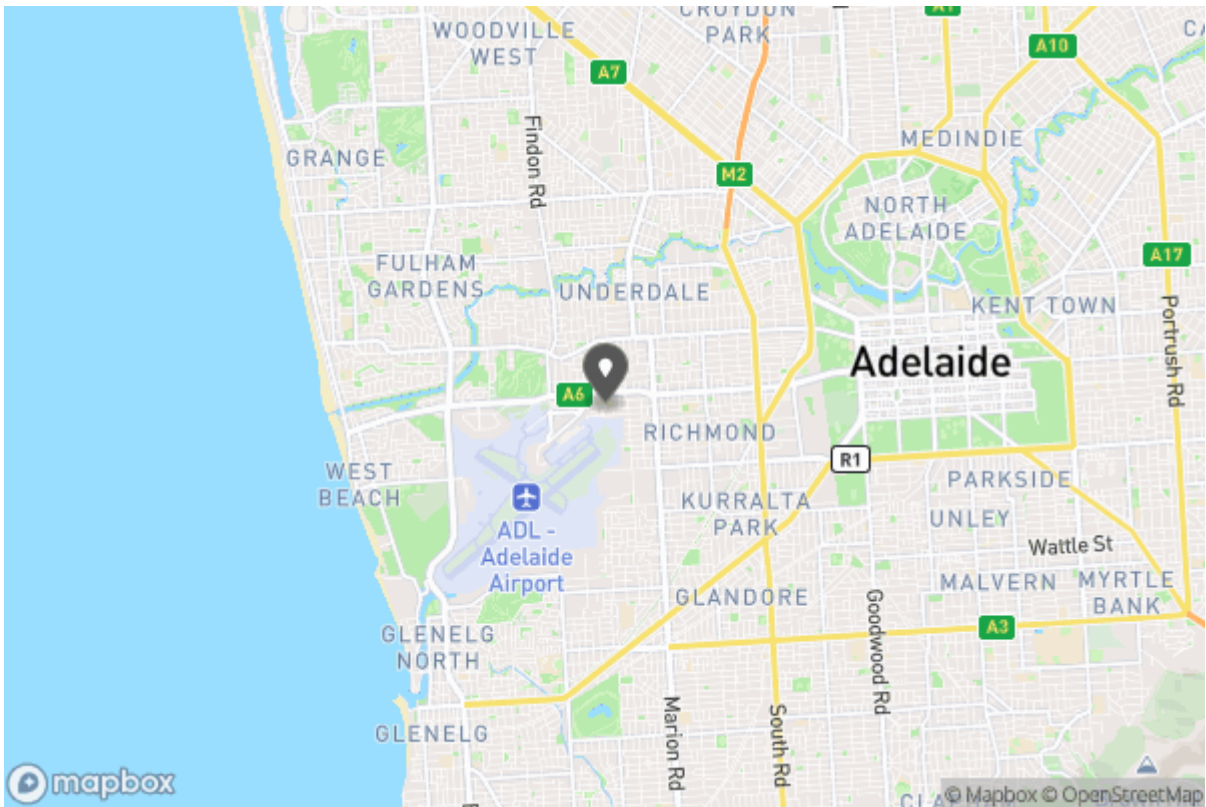 CROYDON
PARK
WOODVILLE
WEST
A1
A10
A7
Findon Rd
MEDINDIE
GRANGE
M2
NORTH
ADELAIDE
A17
FULHAM
GARDENS
UNDERDALE
KENT TOWN
Portrush Rd
Adelaide
A6
RICHMOND
R1
WEST
BEACH
PARKSIDE
KURRALTA
PARK
UNLEY
ADL -
Adelaide
Airport
Wattle St
MALVERN
MYRTLE
BANK
GLANDORE
Goodwood Rd
A3
GLENELG
NORTH
Marion Rd
South Rd
GLENELG
mapbox
© Mapbox © OpenStreetMap